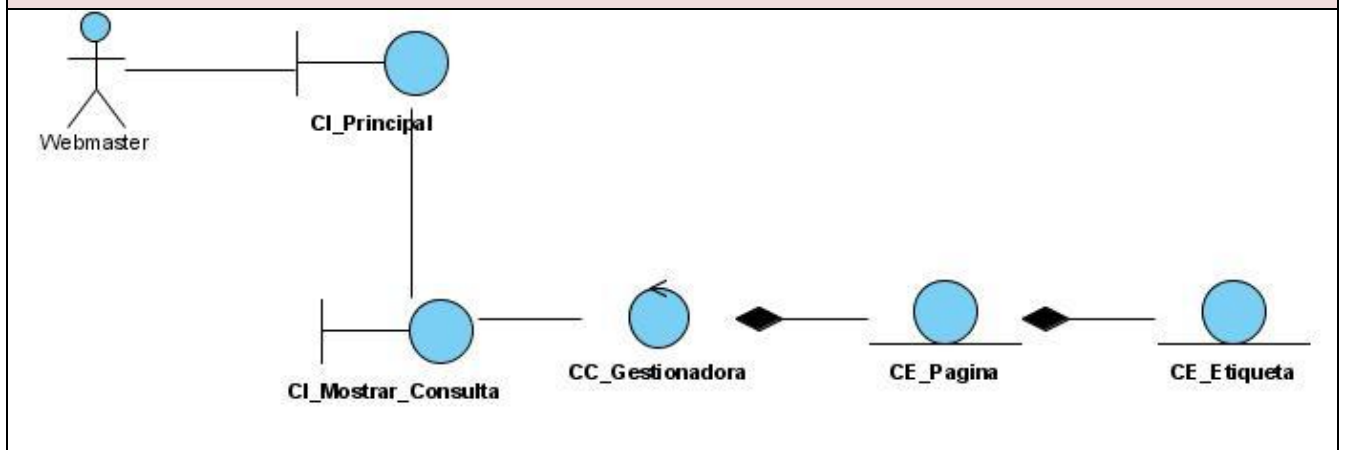 Webmaster
CI_Principal
CI_Mostrar_Consulta
CC_Gestionadora
CE_Pagina
CE_Etiqueta